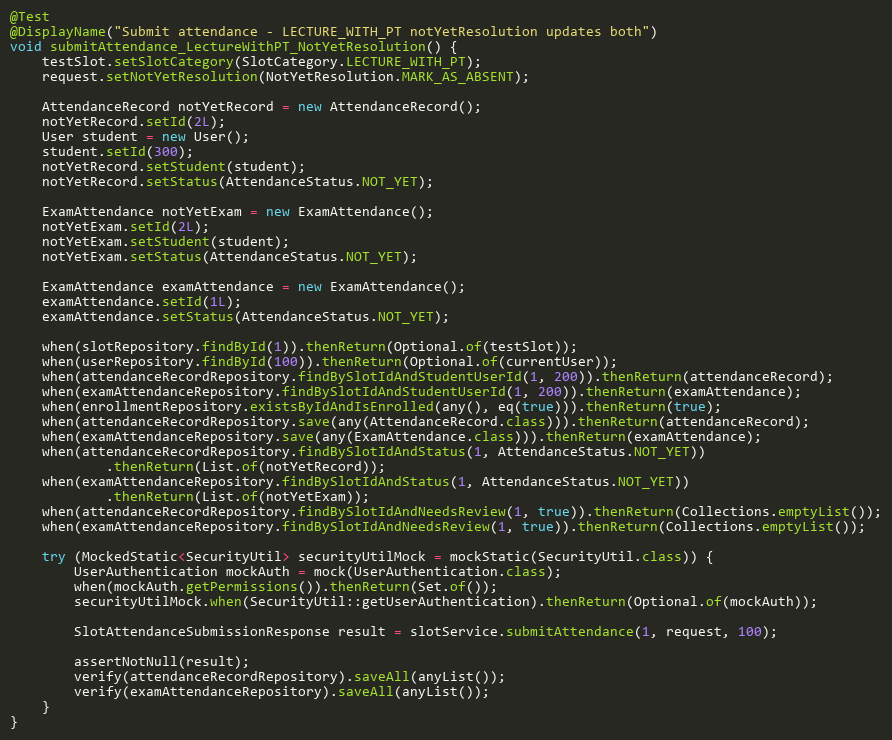 @Test
@DisplayName("Submit attendance - LECTURE_WITH_PT notYetResolution updates both")
void submitAttendance_LectureWithPT_NotYetResolution() {
    testSlot.setSlotCategory(SlotCategory.LECTURE_WITH_PT);
    request.setNotYetResolution(NotYetResolution.MARK_AS_ABSENT);

    AttendanceRecord notYetRecord = new AttendanceRecord();
    notYetRecord.setId(2L);
    User student = new User();
    student.setId(300);
    notYetRecord.setStudent(student);
    notYetRecord.setStatus(AttendanceStatus.NOT_YET);

    ExamAttendance notYetExam = new ExamAttendance();
    notYetExam.setId(2L);
    notYetExam.setStudent(student);
    notYetExam.setStatus(AttendanceStatus.NOT_YET);

    ExamAttendance examAttendance = new ExamAttendance();
    examAttendance.setId(1L);
    examAttendance.setStatus(AttendanceStatus.NOT_YET);

    when(slotRepository.findById(1)).thenReturn(Optional.of(testSlot));
    when(userRepository.findById(100)).thenReturn(Optional.of(currentUser));
    when(attendanceRecordRepository.findBySlotIdAndStudentUserId(1, 200)).thenReturn(attendanceRecord);
    when(examAttendanceRepository.findBySlotIdAndStudentUserId(1, 200)).thenReturn(examAttendance);
    when(enrollmentRepository.existsByIdAndIsEnrolled(any(), eq(true))).thenReturn(true);
    when(attendanceRecordRepository.save(any(AttendanceRecord.class))).thenReturn(attendanceRecord);
    when(examAttendanceRepository.save(any(ExamAttendance.class))).thenReturn(examAttendance);
    when(attendanceRecordRepository.findBySlotIdAndStatus(1, AttendanceStatus.NOT_YET))
            .thenReturn(List.of(notYetRecord));
    when(examAttendanceRepository.findBySlotIdAndStatus(1, AttendanceStatus.NOT_YET))
            .thenReturn(List.of(notYetExam));
    when(attendanceRecordRepository.findBySlotIdAndNeedsReview(1, true)).thenReturn(Collections.emptyList());
    when(examAttendanceRepository.findBySlotIdAndNeedsReview(1, true)).thenReturn(Collections.emptyList());

    try (MockedStatic<SecurityUtil> securityUtilMock = mockStatic(SecurityUtil.class)) {
        UserAuthentication mockAuth = mock(UserAuthentication.class);
        when(mockAuth.getPermissions()).thenReturn(Set.of());
        securityUtilMock.when(SecurityUtil::getUserAuthentication).thenReturn(Optional.of(mockAuth));

        SlotAttendanceSubmissionResponse result = slotService.submitAttendance(1, request, 100);

        assertNotNull(result);
        verify(attendanceRecordRepository).saveAll(anyList());
        verify(examAttendanceRepository).saveAll(anyList());
    }
}